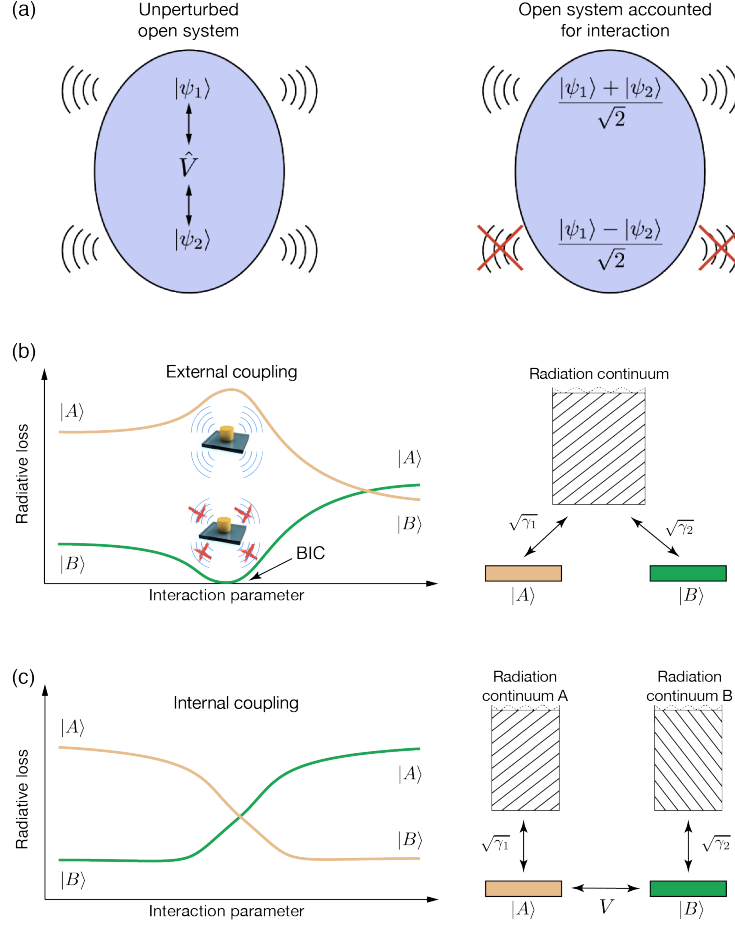 (a)
Unperturbed
open system
|ψ₁⟩
V̂
|ψ₂⟩
Open system accounted
for interaction
|ψ₁⟩ + |ψ₂⟩
√2
|ψ₁⟩ − |ψ₂⟩
√2
(b)
External coupling
Radiative loss
|A⟩
|B⟩
|A⟩
|B⟩
BIC
Interaction parameter
Radiation continuum
√γ₁
√γ₂
|A⟩
|B⟩
(c)
Internal coupling
Radiative loss
|A⟩
|B⟩
|A⟩
|B⟩
Interaction parameter
Radiation
continuum A
Radiation
continuum B
√γ₁
√γ₂
|A⟩
V
|B⟩